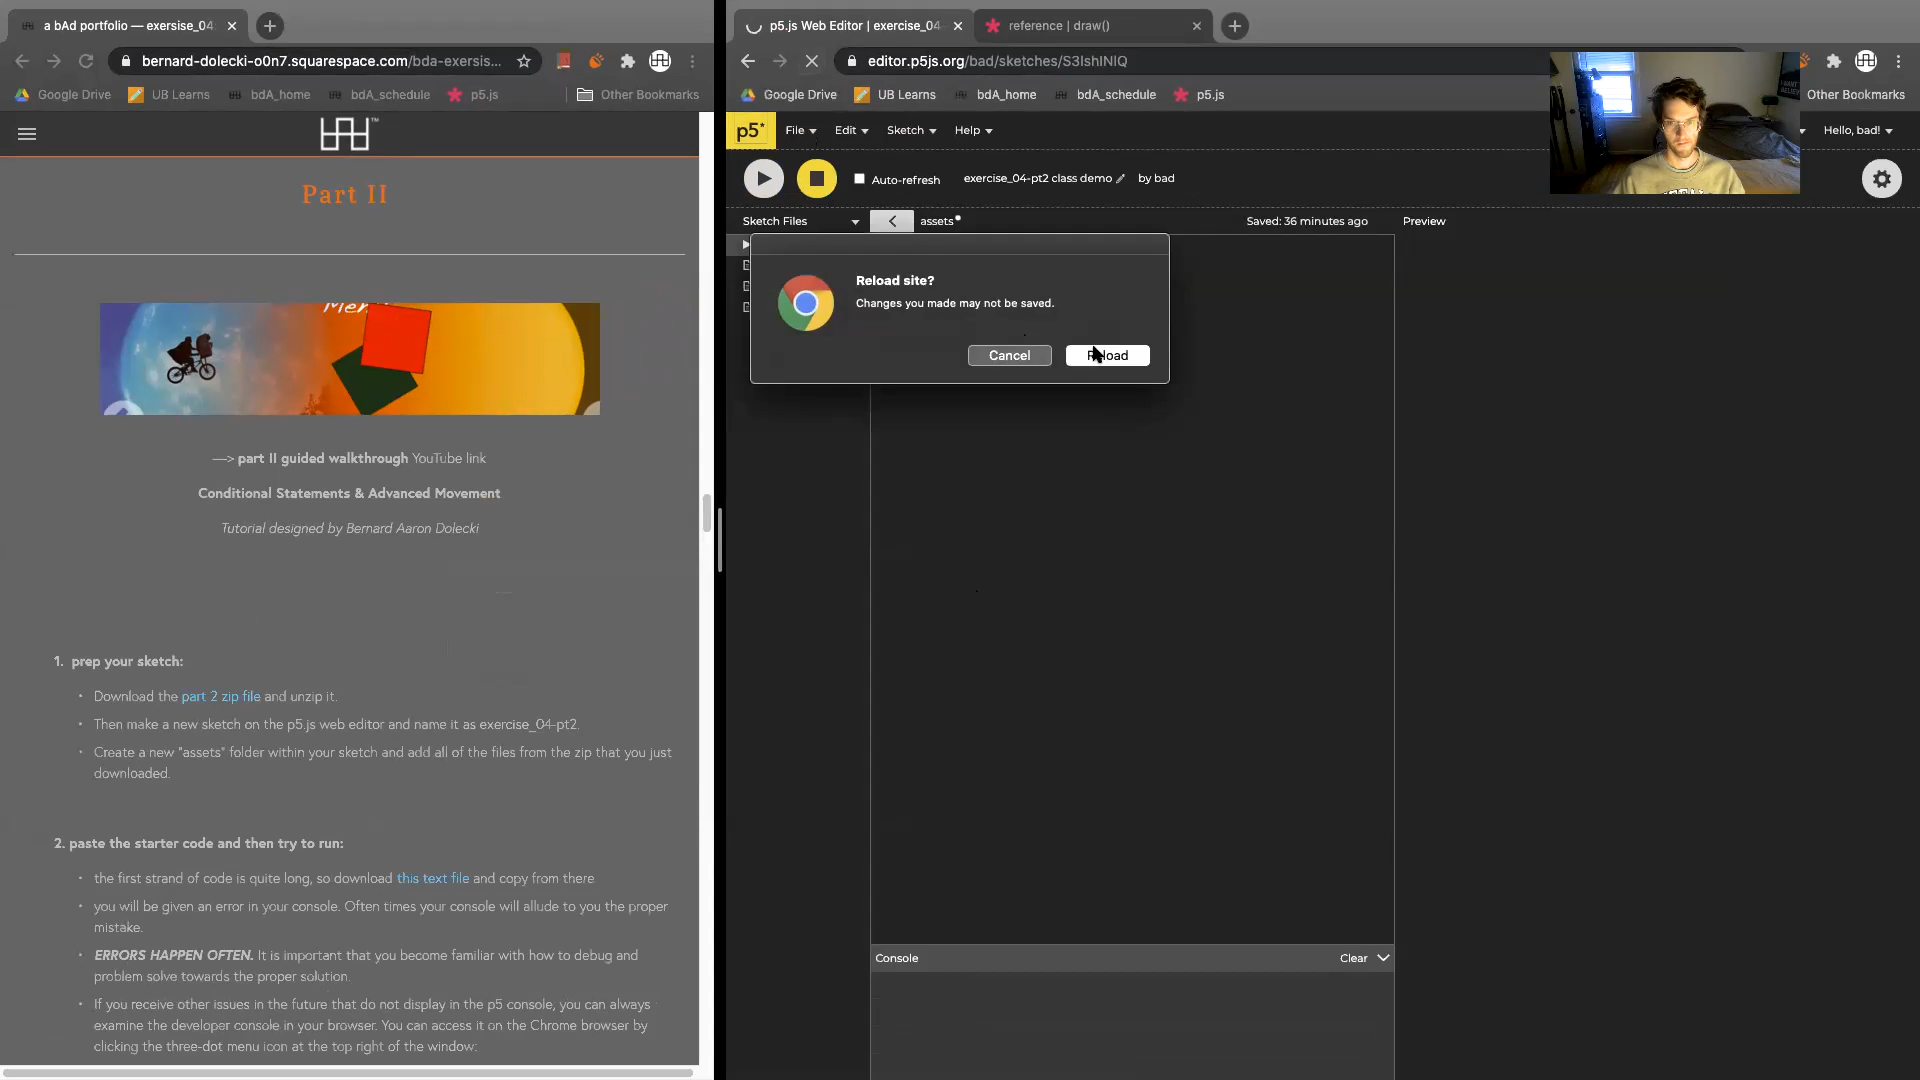 a bAd portfolio — exersise_04
bernard-dolecki-o0n7.squarespace.com/bda-exersis...
Google Drive
UB Learns
bdA_home
bdA_schedule
p5.js
Other Bookmarks
Part II
—> part II guided walkthrough YouTube link
Conditional Statements & Advanced Movement
Tutorial designed by Bernard Aaron Dolecki
1. prep your sketch:
• Download the part 2 zip file and unzip it.
• Then make a new sketch on the p5.js web editor and name it as exercise_04-pt2.
• Create a new "assets" folder within your sketch and add all of the files from the zip that you just
downloaded.
2. paste the starter code and then try to run:
• the first strand of code is quite long, so download this text file and copy from there
• you will be given an error in your console. Often times your console will allude to you the proper
mistake.
• ERRORS HAPPEN OFTEN. It is important that you become familiar with how to debug and
problem solve towards the proper solution.
• If you receive other issues in the future that do not display in the p5 console, you can always
examine the developer console in your browser. You can access it on the Chrome browser by
clicking the three-dot menu icon at the top right of the window:
p5.js Web Editor | exercise_04-
reference | draw()
editor.p5js.org/bad/sketches/S3IshINIQ
Google Drive
UB Learns
bdA_home
bdA_schedule
p5.js
Other Bookmarks
p5*
File
Edit
Sketch
Help
Hello, bad!
Auto-refresh
exercise_04-pt2 class demo
by bad
Sketch Files
assets
Saved: 36 minutes ago
Preview
Reload site?
Changes you made may not be saved.
Cancel
Reload
Console
Clear